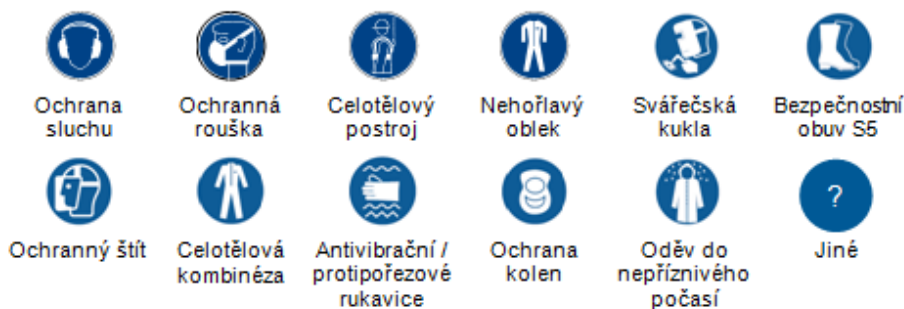 Ochrana
sluchu
Ochranná
rouška
Celotělový
postroj
Nehořlavý
oblek
Svářečská
kukla
Bezpečnostní
obuv S5
Ochranný štít
Celotělová
kombinéza
Antivibrační /
protipořezové
rukavice
Ochrana
kolen
Oděv do
nepříznivého
počasí
?
Jiné